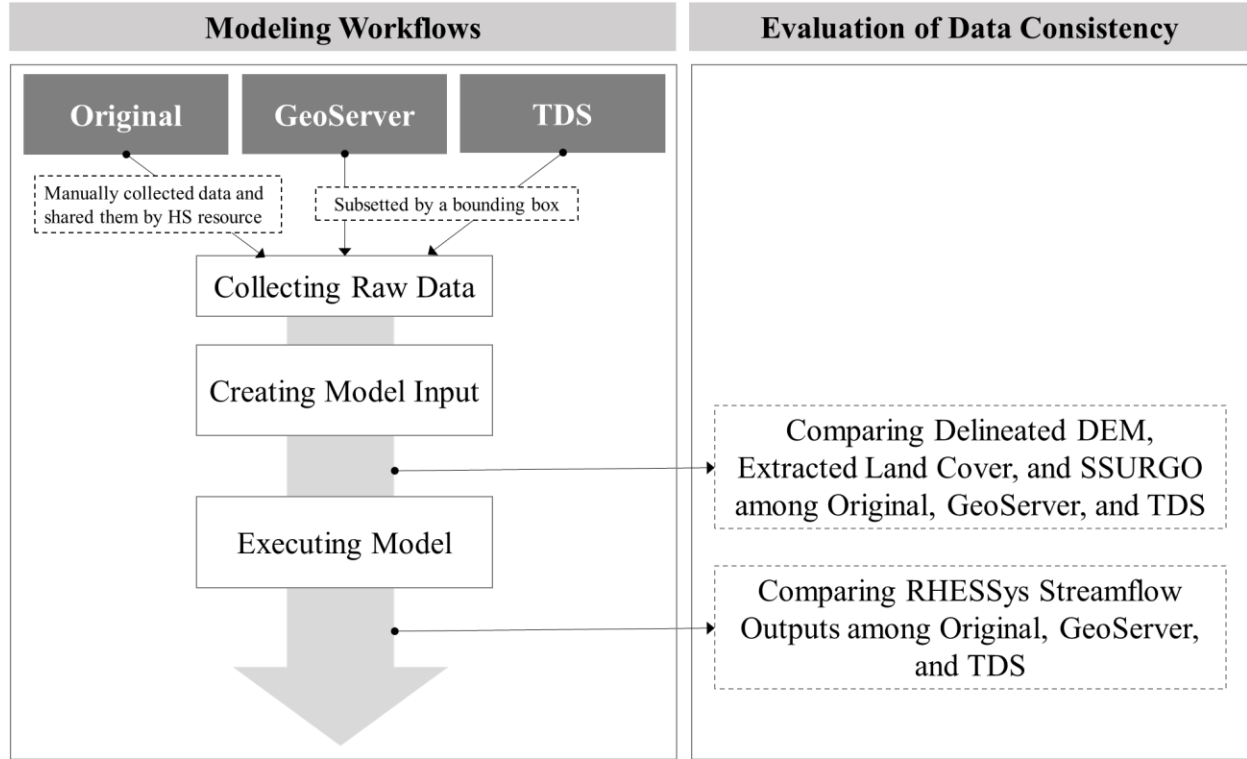 Modeling Workflows
Evaluation of Data Consistency
Original
GeoServer
TDS
Manually collected data and
shared them by HS resource
Subsetted by a bounding box
Collecting Raw Data
Creating Model Input
Executing Model
Comparing Delineated DEM,
Extracted Land Cover, and SSURGO
among Original, GeoServer, and TDS
Comparing RHESSys Streamflow
Outputs among Original, GeoServer,
and TDS